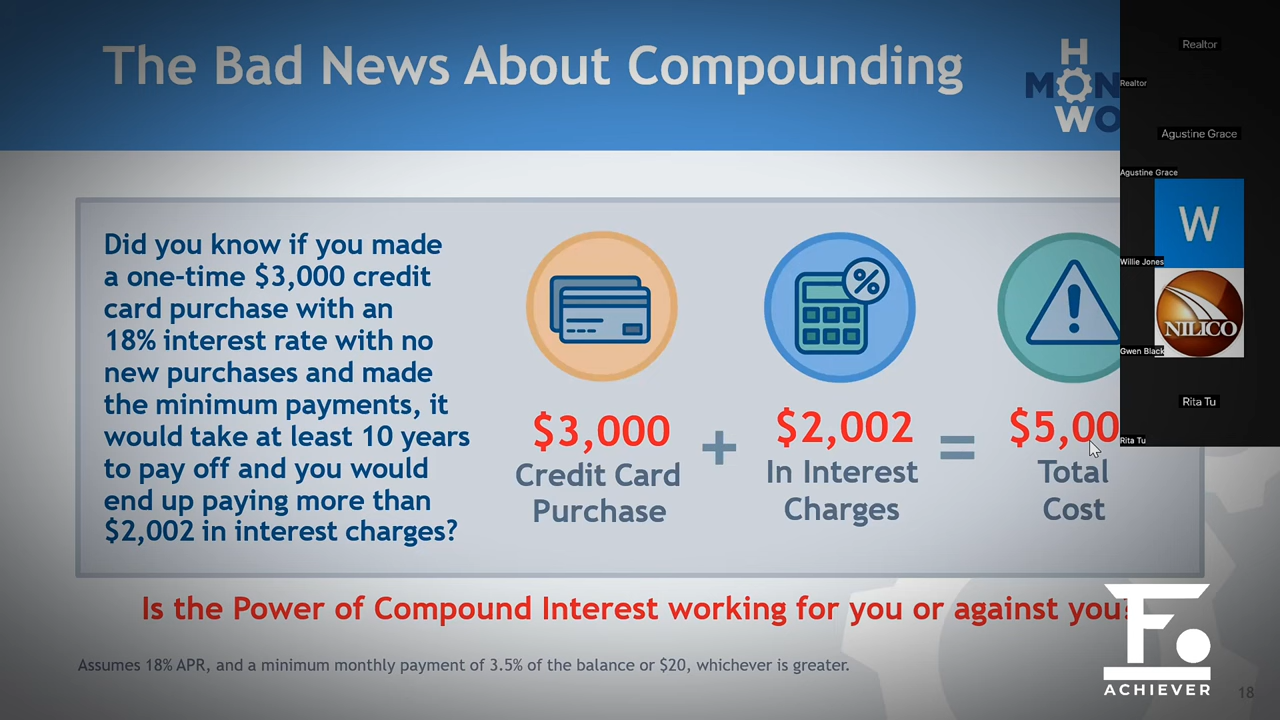 The Bad News About Compounding
H
MON
WO
Did you know if you made
a one-time $3,000 credit
card purchase with an
18% interest rate with no
new purchases and made
the minimum payments, it
would take at least 10 years
to pay off and you would
end up paying more than
$2,002 in interest charges?
%
$3,000
Credit Card
Purchase
+
$2,002
In Interest
Charges
=
$5,00
Total
Cost
Is the Power of Compound Interest working for you or against you?
Assumes 18% APR, and a minimum monthly payment of 3.5% of the balance or $20, whichever is greater.
18
Realtor
Realtor
Agustine Grace
Agustine Grace
W
Willie Jones
NILICO
Gwen Black
Rita Tu
Rita Tu
ACHIEVER